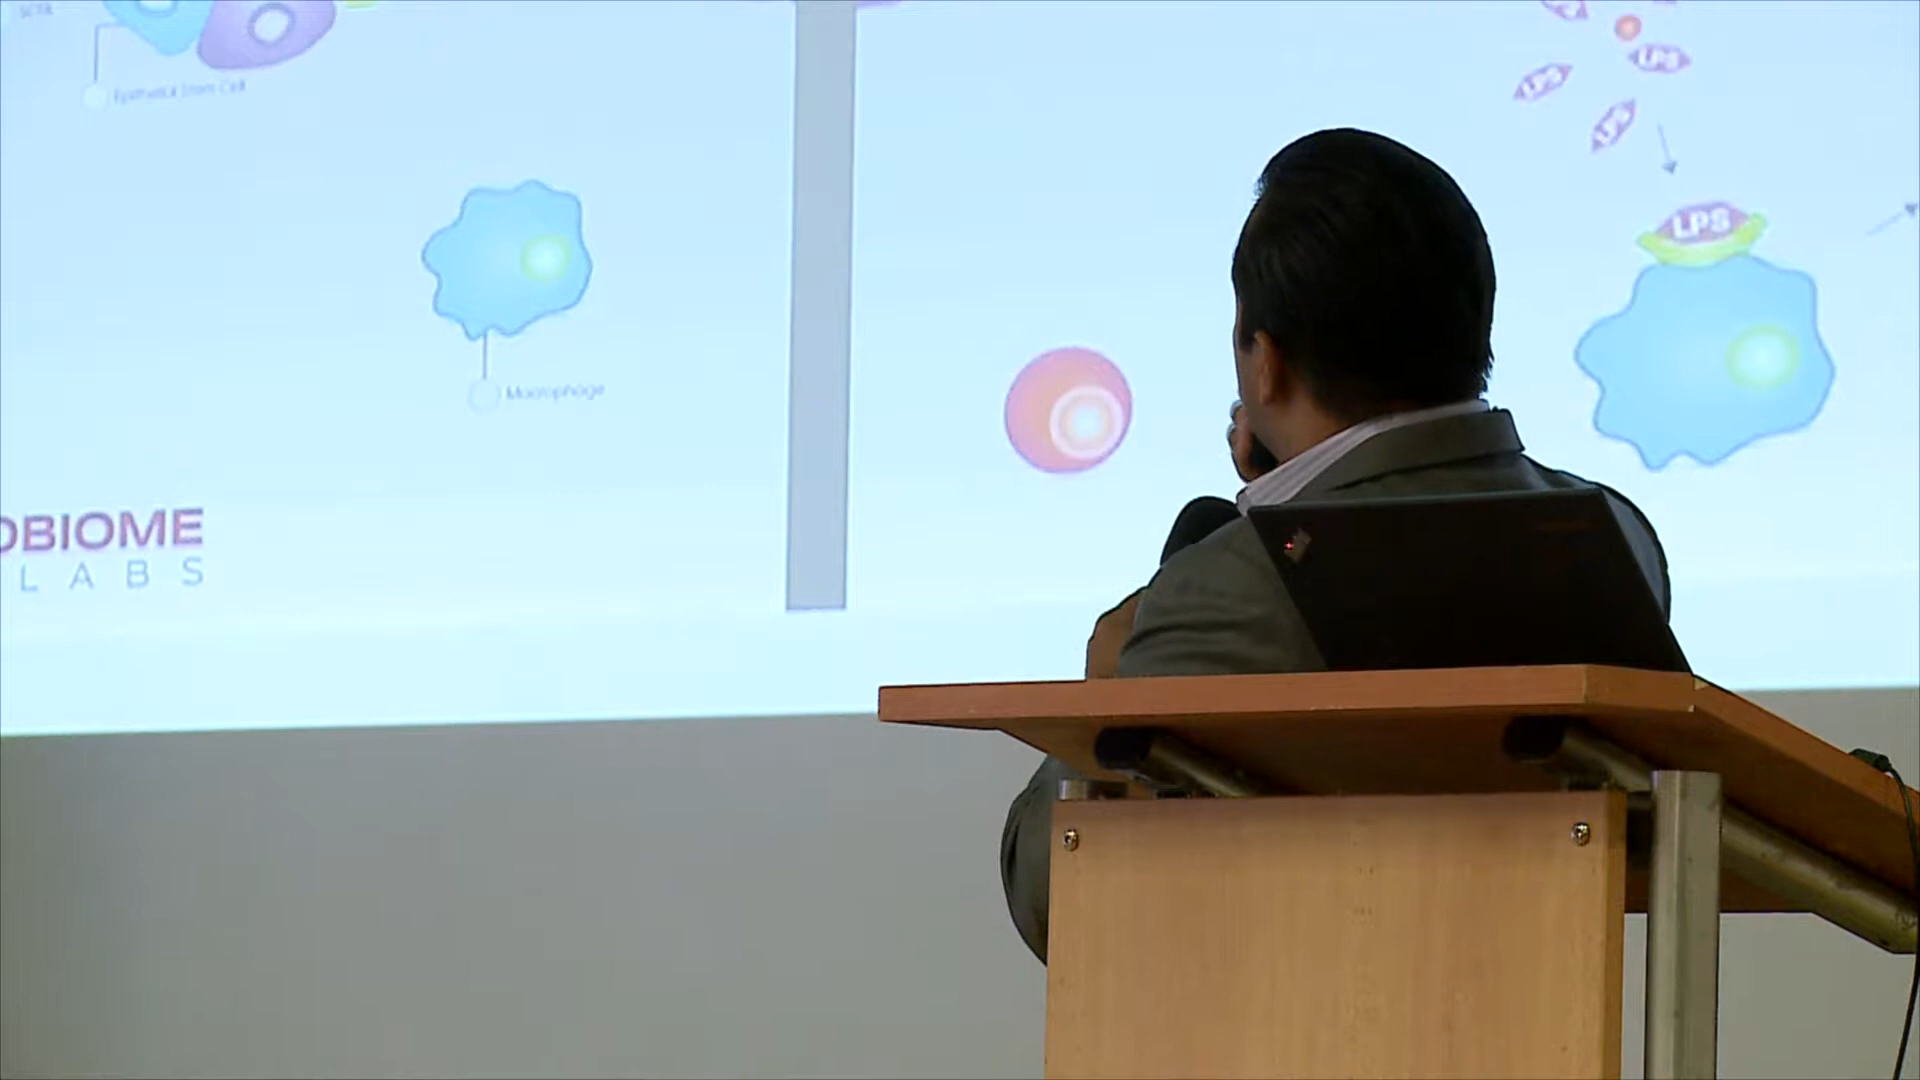 Epithelial Stem Cell
Macrophage
OBIOME
LABS
LPS
LPS
LPS
LPS